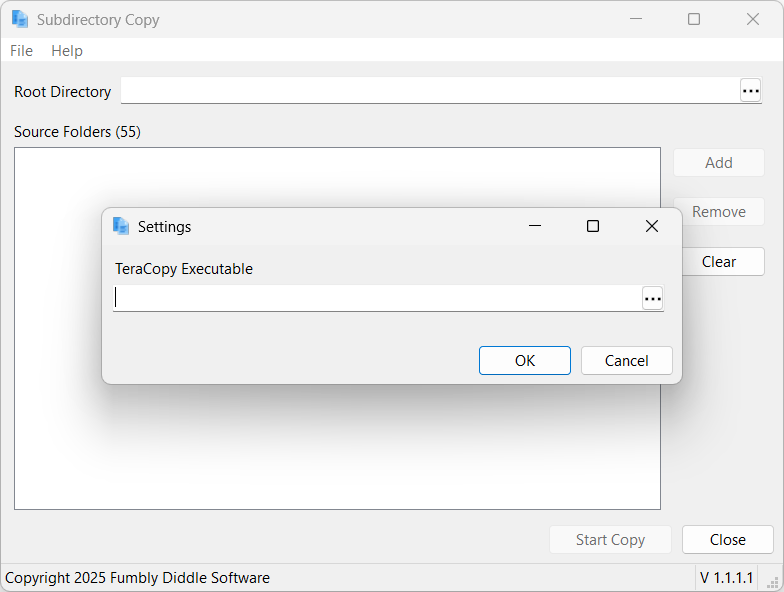 Subdirectory Copy
File Help
Root Directory ...
Source Folders (55)
Add
Remove
Clear
Settings
TeraCopy Executable
...
OK Cancel
Start Copy Close
Copyright 2025 Fumbly Diddle Software V 1.1.1.1